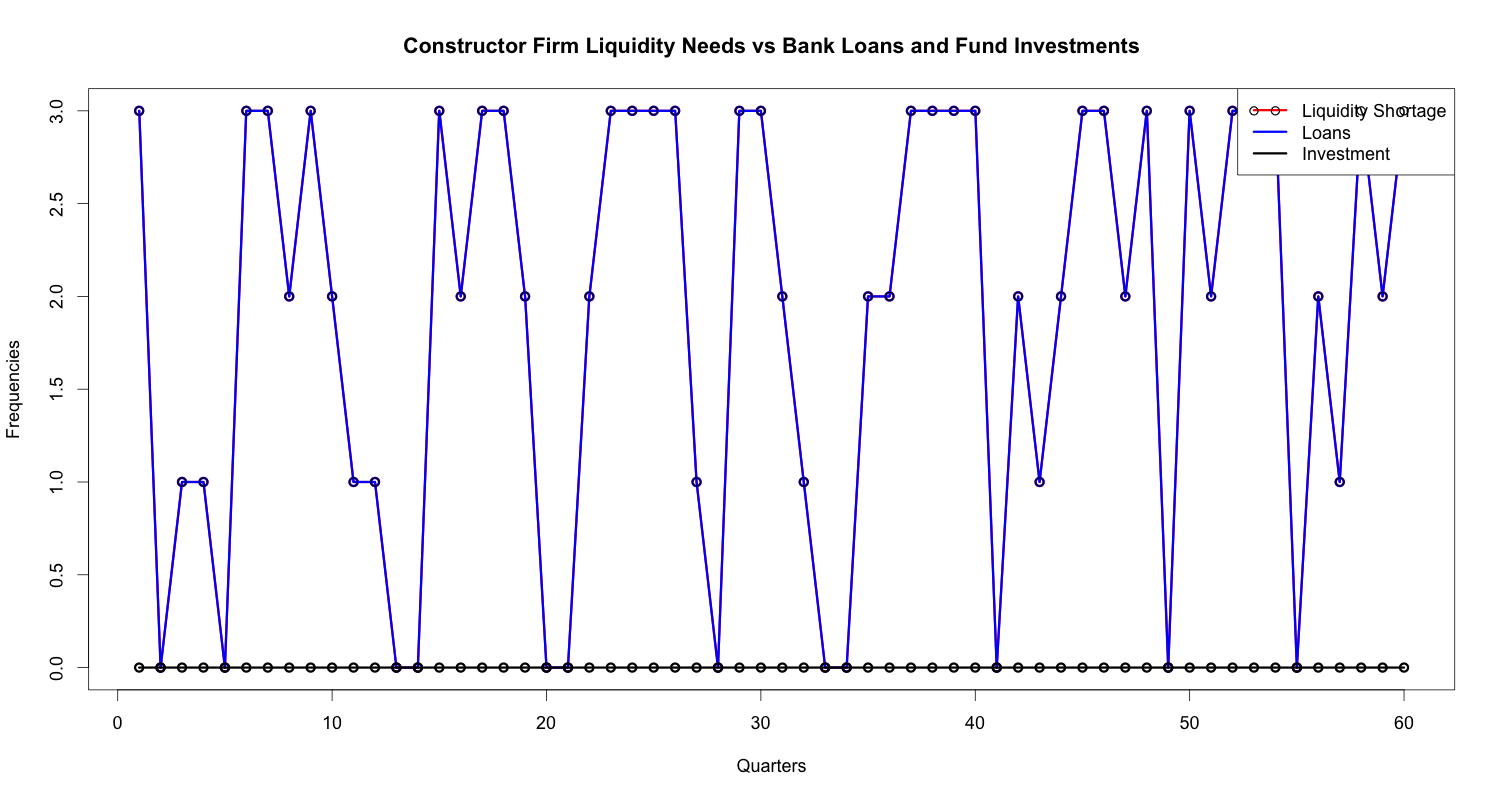 Constructor Firm Liquidity Needs vs Bank Loans and Fund Investments
Liquidity Shortage
Loans
Investment
Frequencies
3.0
2.5
2.0
1.5
1.0
0.5
0.0
0 10 20 30 40 50 60
Quarters